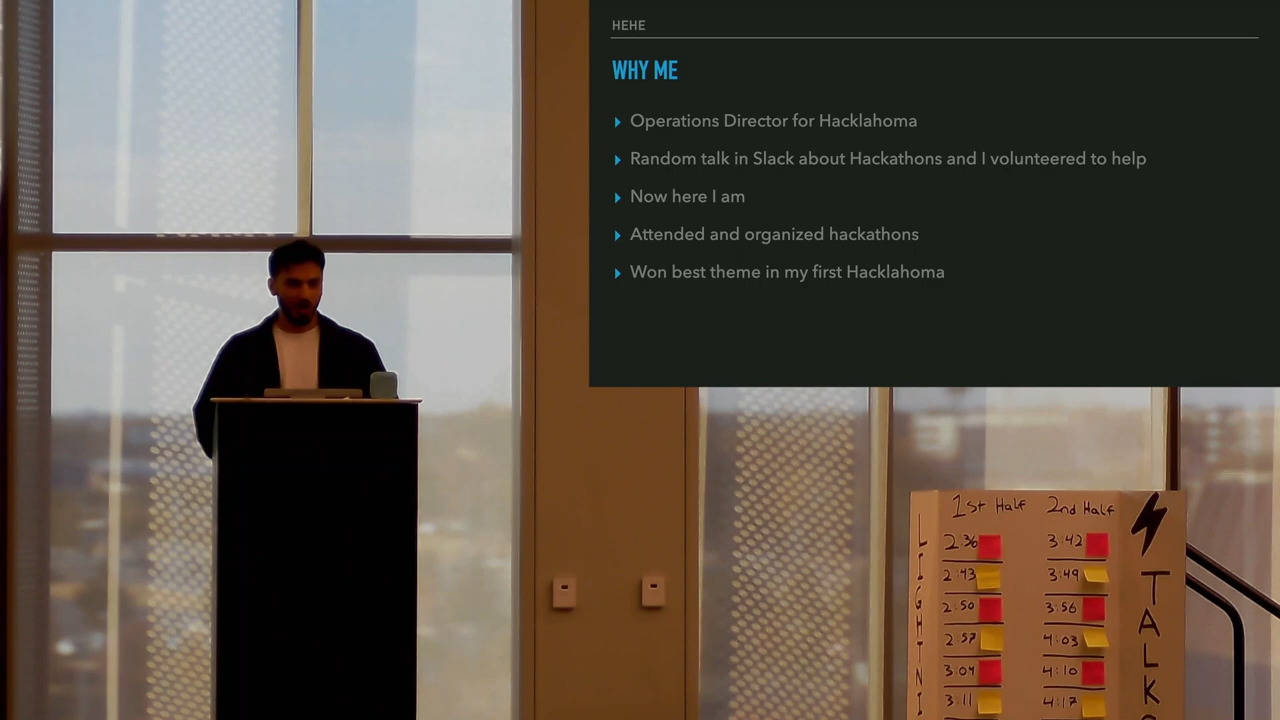 HEHE
WHY ME
Operations Director for Hacklahoma
Random talk in Slack about Hackathons and I volunteered to help
Now here I am
Attended and organized hackathons
Won best theme in my first Hacklahoma
1st Half 2nd Half
2:36 3:42
2:43 3:49
2:50 3:56
2:57 4:03
3:04 4:10
3:11 4:17
LIGHTNI
TALKS